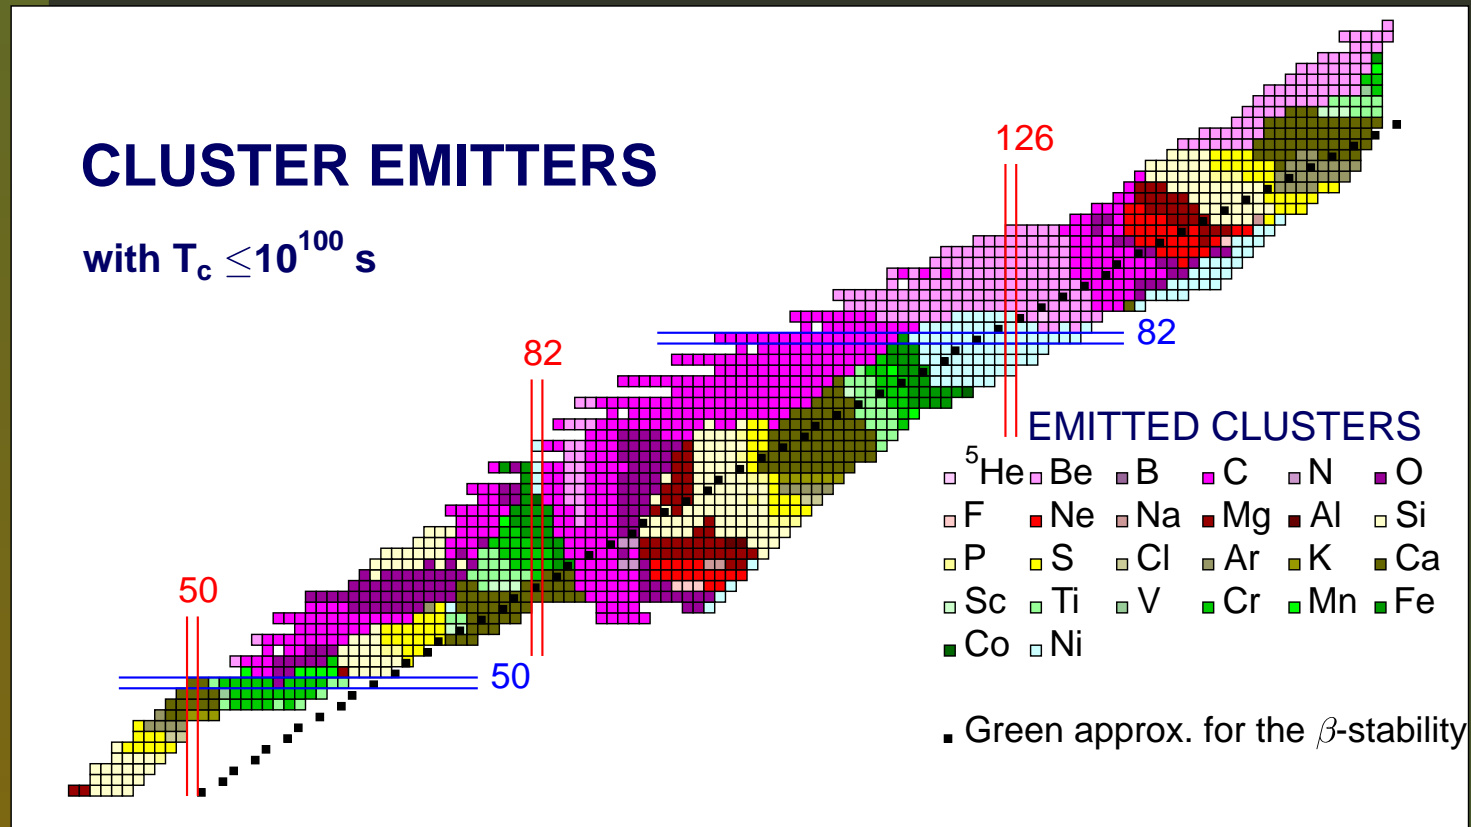 CLUSTER EMITTERS
with Tc ≤10^100 s
126
82
82
50
50
EMITTED CLUSTERS
5He Be B C N O
F Ne Na Mg Al Si
P S Cl Ar K Ca
Sc Ti V Cr Mn Fe
Co Ni
Green approx. for the β-stability